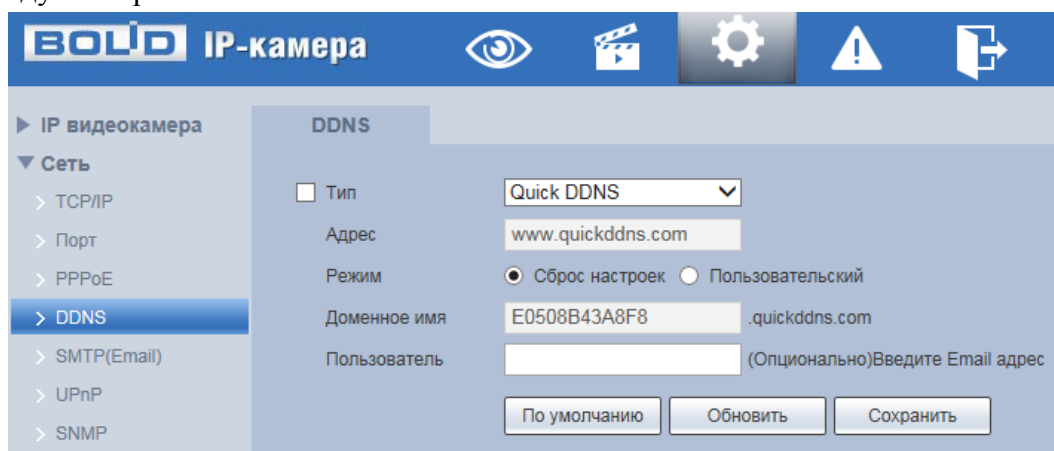 BOLID IP-камера
IP видеокамера
Сеть
TCP/IP
Порт
PPPoE
DDNS
SMTP(Email)
UPnP
SNMP
DDNS
Тип Quick DDNS
Адрес www.quickddns.com
Режим Сброс настроек Пользовательский
Доменное имя E0508B43A8F8 .quickddns.com
Пользователь (Опционально)Введите Email адрес
По умолчанию Обновить Сохранить